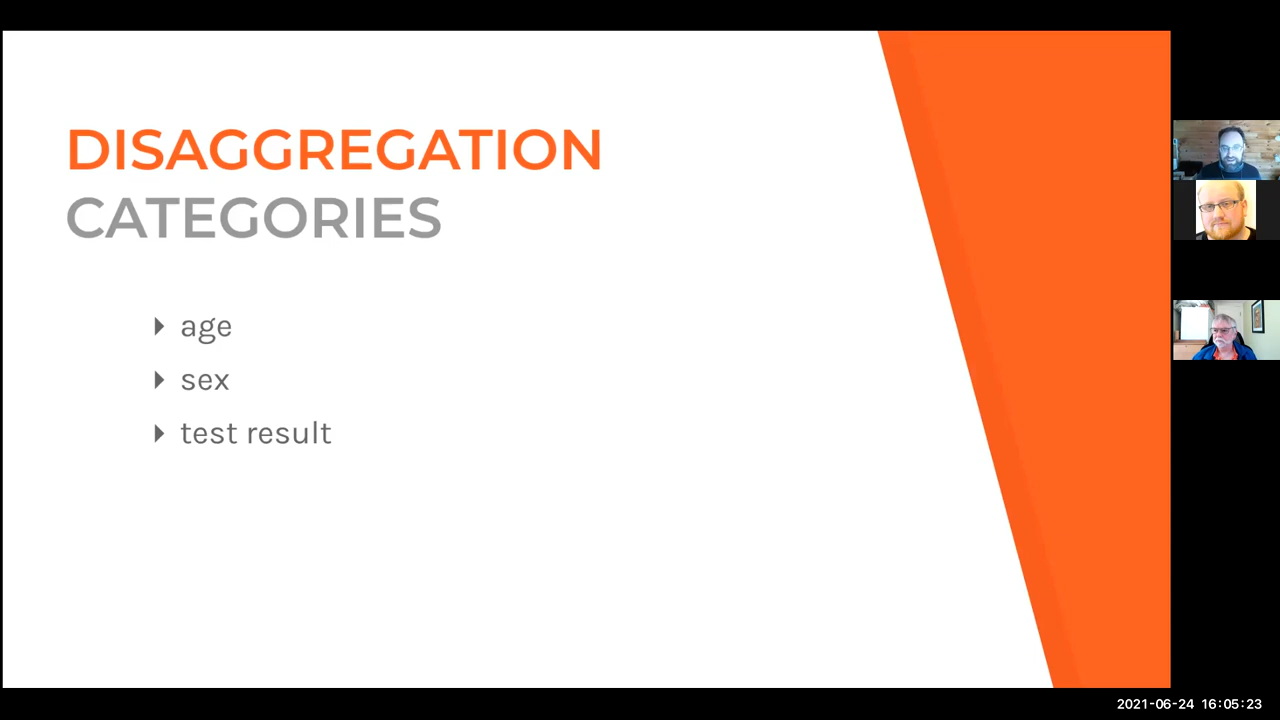 DISAGGREGATION
CATEGORIES
age
sex
test result
2021-06-24 16:05:23